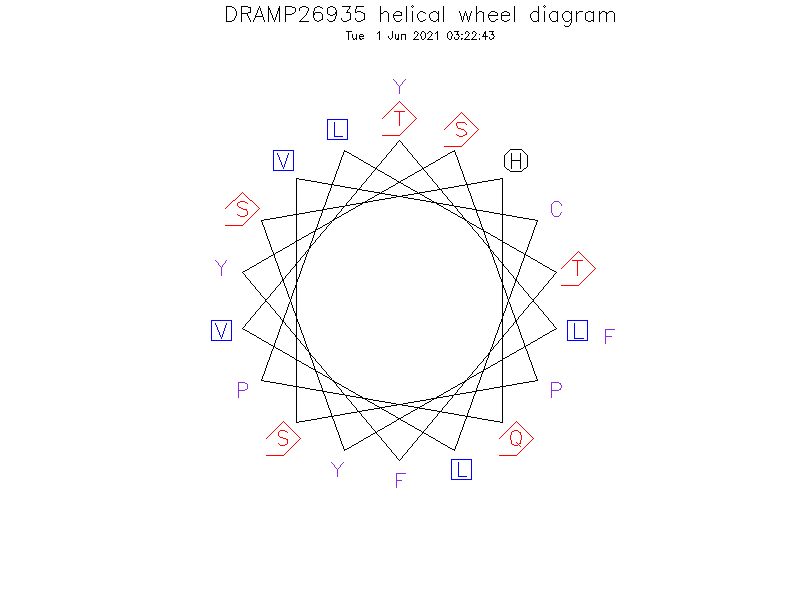 DRAMP26935 helical wheel diagram
Tue 1 Jun 2021 03:22:43
Y
L T S
V H
S C
Y T
V L F
P P
S Q
Y F L